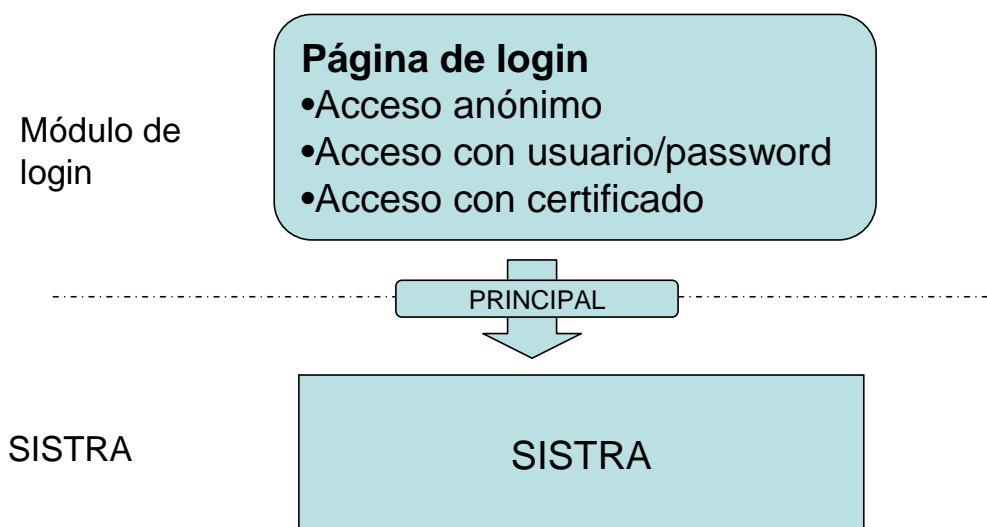 Página de login
•Acceso anónimo
•Acceso con usuario/password
•Acceso con certificado
Módulo de
login
PRINCIPAL
SISTRA
SISTRA